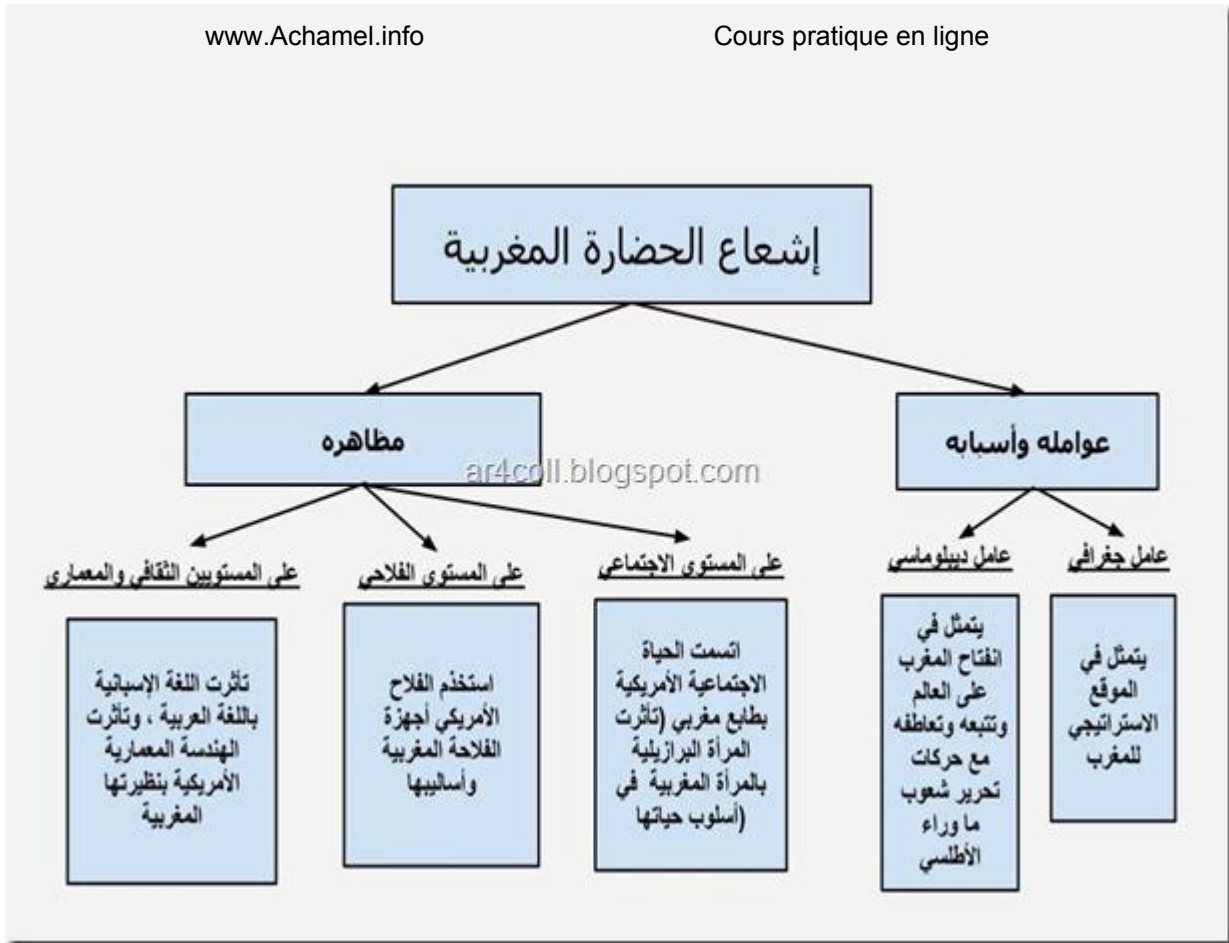 www.Achamel.info
Cours pratique en ligne
إشعاع الحضارة المغربية
عوامله وأسبابه
مظاهره
ar4coll.blogspot.com
عامل جغرافي
يتمثل في
الموقع
الاستراتيجي
للمغرب
عامل ديبلوماسي
يتمثل في
انفتاح المغرب
على العالم
وتتبعه وتعاطفه
مع حركات
تحرير شعوب
ما وراء
الأطلسي
على المستوى الاجتماعي
اتسمت الحياة
الاجتماعية الأمريكية
بطابع مغربي (تأثرت
المرأة البرازيلية
بالمرأة المغربية في
(أسلوب حياتها
على المستوى الفلاحي
استخذم الفلاح
الأمريكي أجهزة
الفلاحة المغربية
وأساليبها
على المستويين الثقافي والمعماري
تأثرت اللغة الإسبانية
باللغة العربية ، وتأثرت
الهندسة المعمارية
الأمريكية بنظيرتها
المغربية